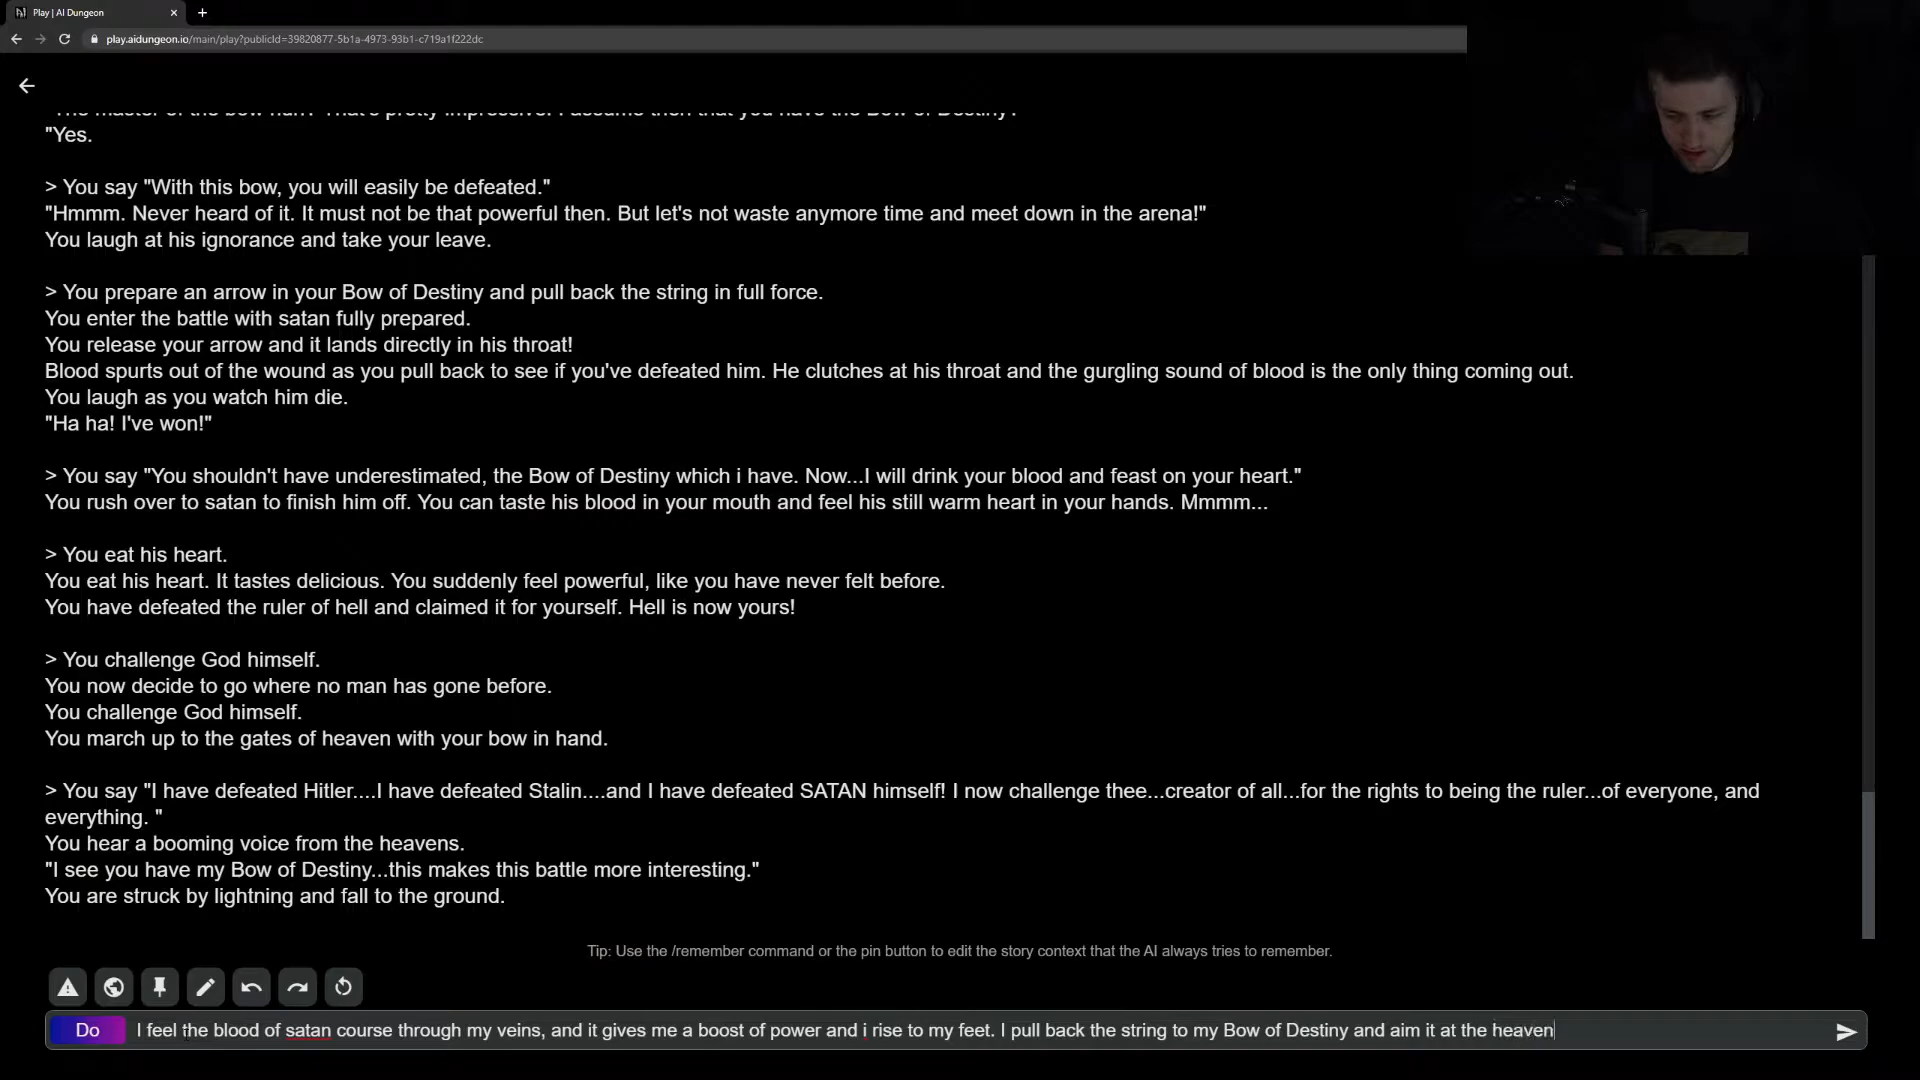 Play | AI Dungeon
play.aidungeon.io/main/play?publicId=39820877-5b1a-4973-93b1-c719a1f222dc
"The master of the bow huh? That's pretty impressive. I assume then that you have the Bow of Destiny?"
"Yes.
> You say "With this bow, you will easily be defeated."
"Hmmm. Never heard of it. It must not be that powerful then. But let's not waste anymore time and meet down in the arena!"
You laugh at his ignorance and take your leave.
> You prepare an arrow in your Bow of Destiny and pull back the string in full force.
You enter the battle with satan fully prepared.
You release your arrow and it lands directly in his throat!
Blood spurts out of the wound as you pull back to see if you've defeated him. He clutches at his throat and the gurgling sound of blood is the only thing coming out.
You laugh as you watch him die.
"Ha ha! I've won!"
> You say "You shouldn't have underestimated, the Bow of Destiny which i have. Now...I will drink your blood and feast on your heart."
You rush over to satan to finish him off. You can taste his blood in your mouth and feel his still warm heart in your hands. Mmmm...
> You eat his heart.
You eat his heart. It tastes delicious. You suddenly feel powerful, like you have never felt before.
You have defeated the ruler of hell and claimed it for yourself. Hell is now yours!
> You challenge God himself.
You now decide to go where no man has gone before.
You challenge God himself.
You march up to the gates of heaven with your bow in hand.
> You say "I have defeated Hitler....I have defeated Stalin....and I have defeated SATAN himself! I now challenge thee...creator of all...for the rights to being the ruler...of everyone, and
everything. "
You hear a booming voice from the heavens.
"I see you have my Bow of Destiny...this makes this battle more interesting."
You are struck by lightning and fall to the ground.
Tip: Use the /remember command or the pin button to edit the story context that the AI always tries to remember.
Do
I feel the blood of satan course through my veins, and it gives me a boost of power and i rise to my feet. I pull back the string to my Bow of Destiny and aim it at the heaven